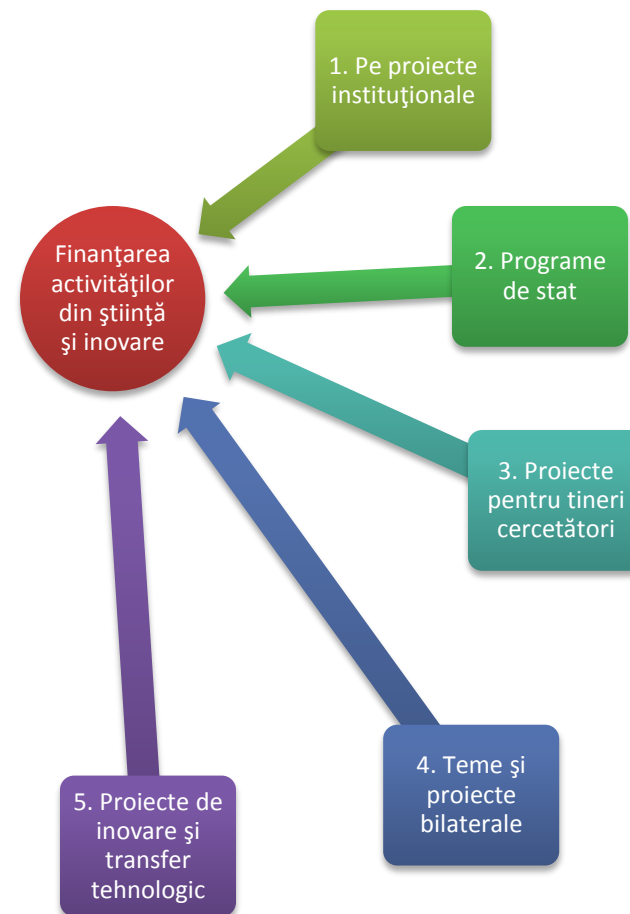 1. Pe proiecte
instituţionale
Finanţarea
activităţilor
din ştiinţă
şi inovare
2. Programe
de stat
3. Proiecte
pentru tineri
cercetători
4. Teme şi
proiecte
bilaterale
5. Proiecte de
inovare şi
transfer
tehnologic